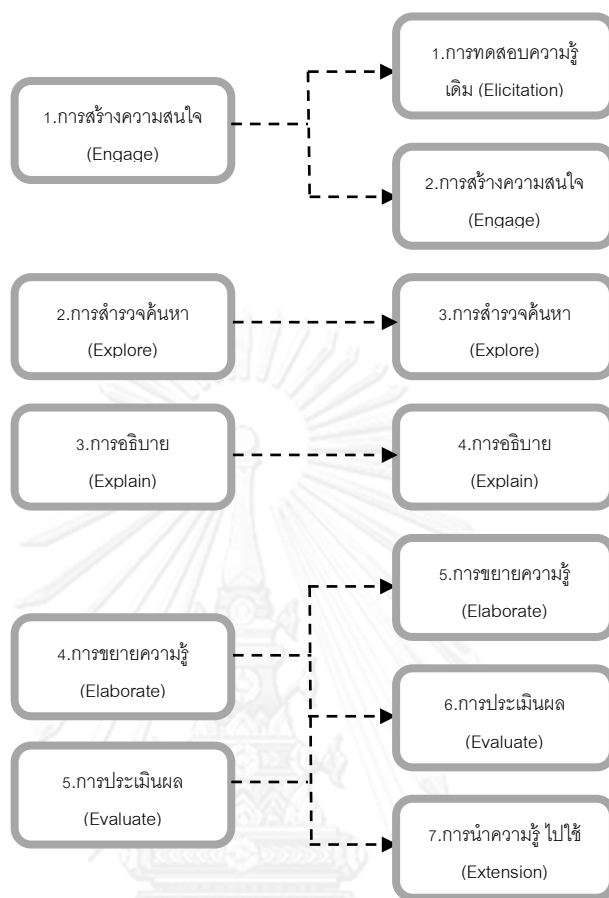 1.การสร้างความสนใจ
(Engage)
1.การทดสอบความรู้
เดิม (Elicitation)
2.การสร้างความสนใจ
(Engage)
2.การสำรวจค้นหา
(Explore)
3.การสำรวจค้นหา
(Explore)
3.การอธิบาย
(Explain)
4.การอธิบาย
(Explain)
4.การขยายความรู้
(Elaborate)
5.การประเมินผล
(Evaluate)
5.การขยายความรู้
(Elaborate)
6.การประเมินผล
(Evaluate)
7.การนำความรู้ ไปใช้
(Extension)